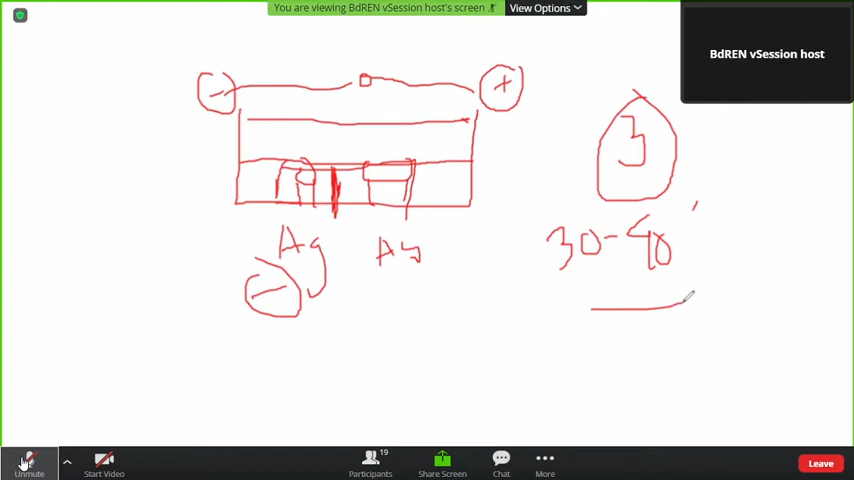 You are viewing BdREN vSession host's screen
View Options
BdREN vSession host
-
+
3
30-40
Ag
Ag
-
Unmute
Start Video
Participants
19
Share Screen
Chat
More
Leave